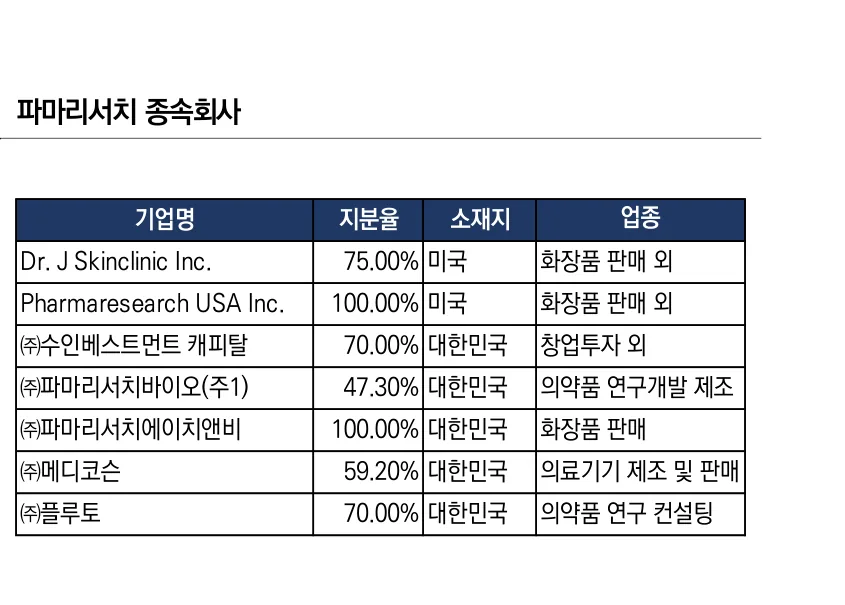 파마리서치 종속회사
기업명 지분율 소재지 업종
Dr. J Skinclinic Inc. 75.00% 미국 화장품 판매 외
Pharmaresearch USA Inc. 100.00% 미국 화장품 판매 외
㈜수인베스트먼트 캐피탈 70.00% 대한민국 창업투자 외
㈜파마리서치바이오(주1) 47.30% 대한민국 의약품 연구개발 제조
㈜파마리서치에이치앤비 100.00% 대한민국 화장품 판매
㈜메디코슨 59.20% 대한민국 의료기기 제조 및 판매
㈜플루토 70.00% 대한민국 의약품 연구 컨설팅